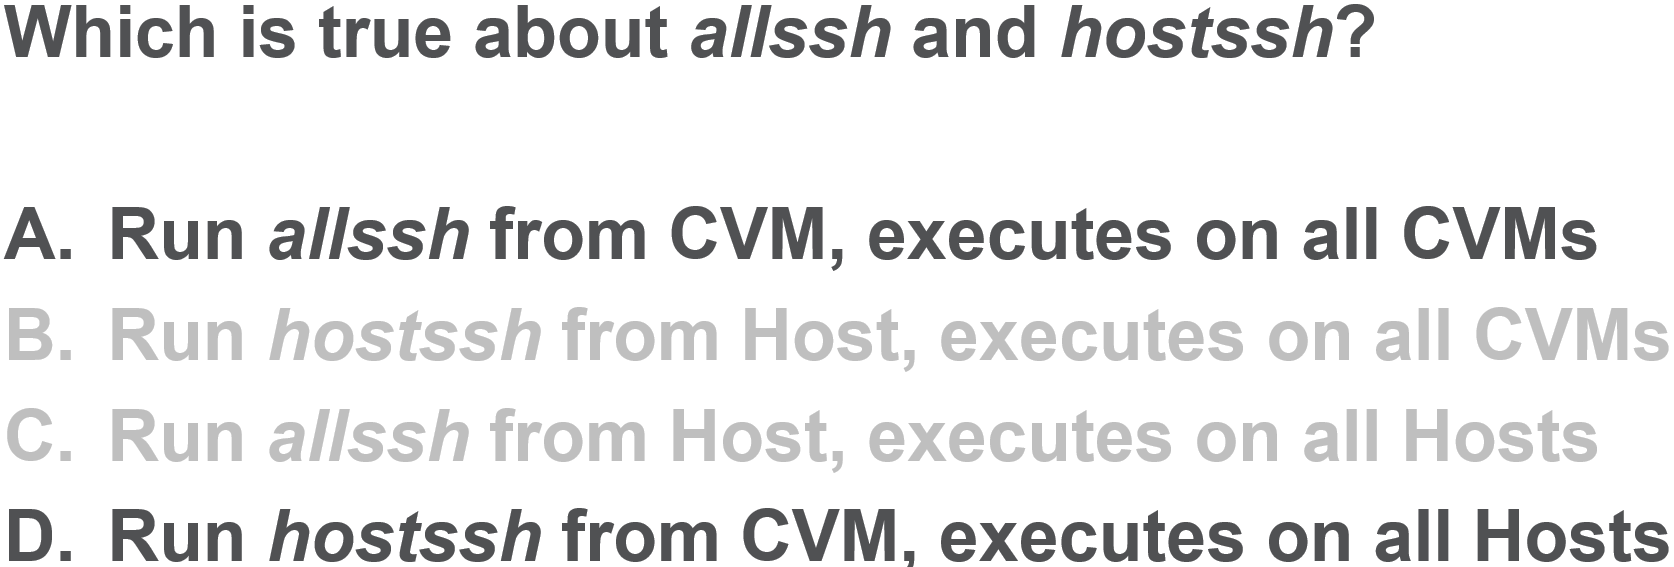 Which is true about allssh and hostssh?
A. Run allssh from CVM, executes on all CVMs
B. Run hostssh from Host, executes on all CVMs
C. Run allssh from Host, executes on all Hosts
D. Run hostssh from CVM, executes on all Hosts